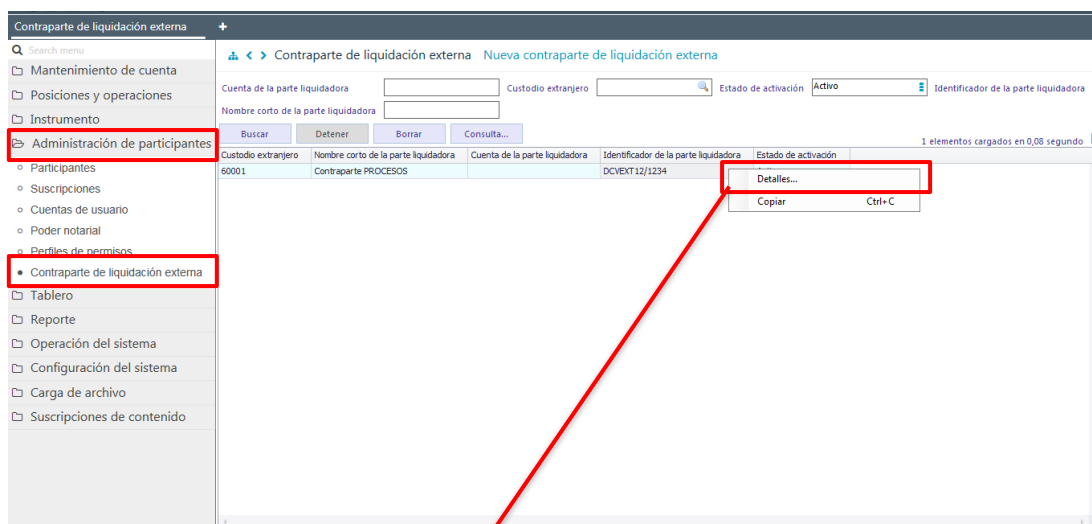 Contraparte de liquidación externa +
Search menu
Mantenimiento de cuenta
Posiciones y operaciones
Instrumento
Administración de participantes
Participantes
Suscripciones
Cuentas de usuario
Poder notarial
Perfiles de permisos
Contraparte de liquidación externa
Tablero
Reporte
Operación del sistema
Configuración del sistema
Carga de archivo
Suscripciones de contenido
Contraparte de liquidación externa Nueva contraparte de liquidación externa
Cuenta de la parte liquidadora Custodio extranjero Estado de activación Activo Identificador de la parte liquidadora
Nombre corto de la parte liquidadora
Buscar Detener Borrar Consulta...
1 elementos cargados en 0,08 segundo
Custodio extranjero Nombre corto de la parte liquidadora Cuenta de la parte liquidadora Identificador de la parte liquidadora Estado de activación
60001 Contraparte PROCESOS DCVEXT12/1234
Detalles...
Copiar Ctrl+C